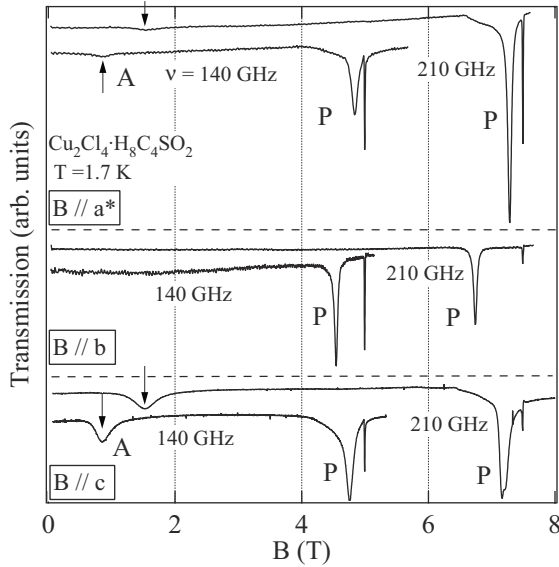 A
ν = 140 GHz
210 GHz
P
P
Cu₂Cl₄·H₈C₄SO₂
T =1.7 K
B // a*
140 GHz
210 GHz
P
P
B // b
A
140 GHz
210 GHz
P
P
B // c
Transmission (arb. units)
0 2 4 6 8
B (T)